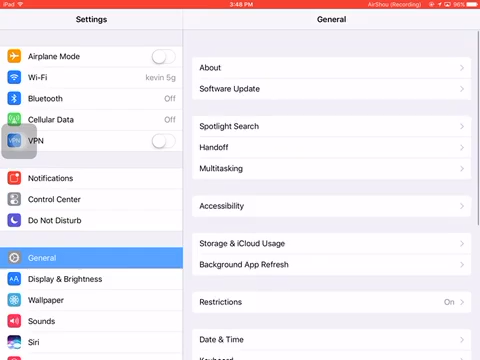 iPad
3:48 PM
AirShou (Recording)
96%
Settings
General
Airplane Mode
Wi-Fi
kevin 5g
Bluetooth
Off
Cellular Data
Off
VPN
VPN
Notifications
Control Center
Do Not Disturb
General
AA
Display & Brightness
Wallpaper
Sounds
Siri
About
Software Update
Spotlight Search
Handoff
Multitasking
Accessibility
Storage & iCloud Usage
Background App Refresh
Restrictions
On
Date & Time
Keyboard